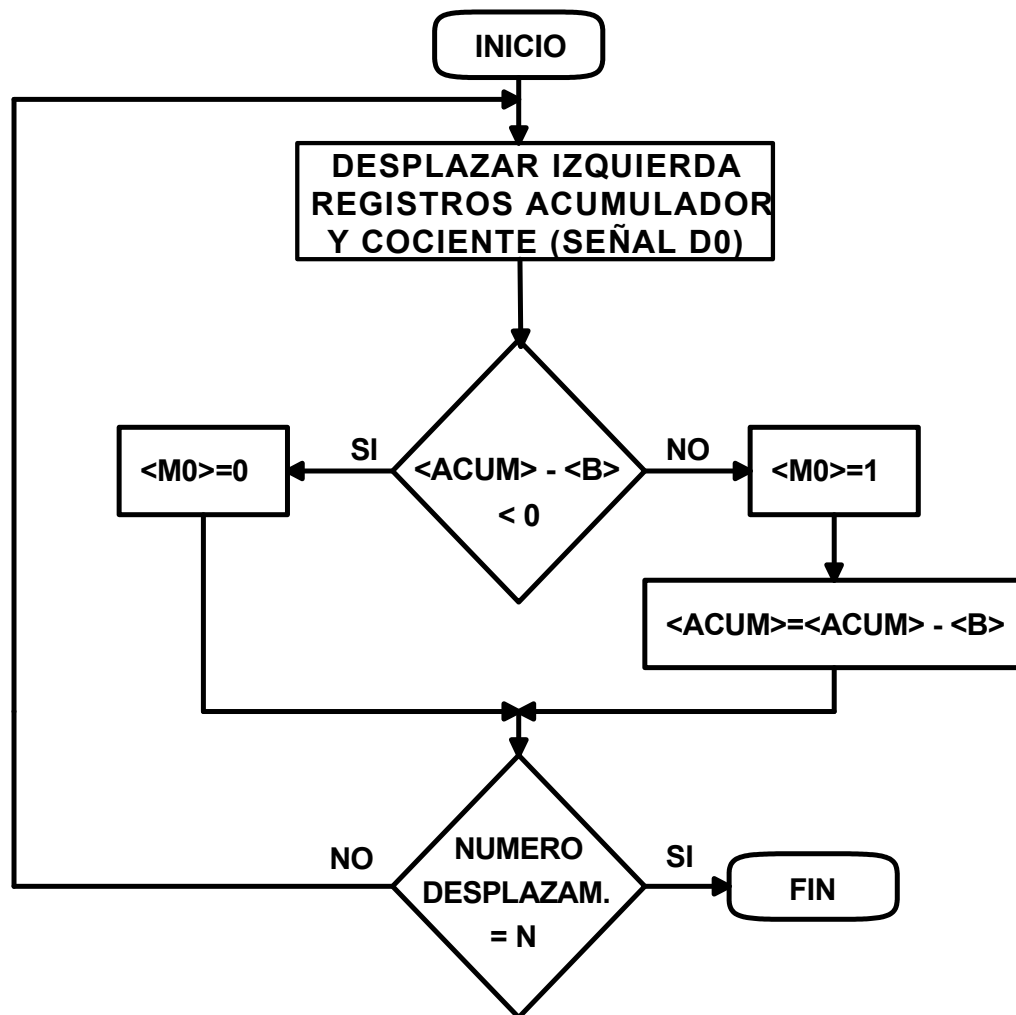 INICIO
DESPLAZAR IZQUIERDA
REGISTROS ACUMULADOR
Y COCIENTE (SEÑAL D0)
SI
NO
<M0>=0
<ACUM> - <B>
< 0
<M0>=1
<ACUM>=<ACUM> - <B>
NO
NUMERO
DESPLAZAM.
= N
SI
FIN